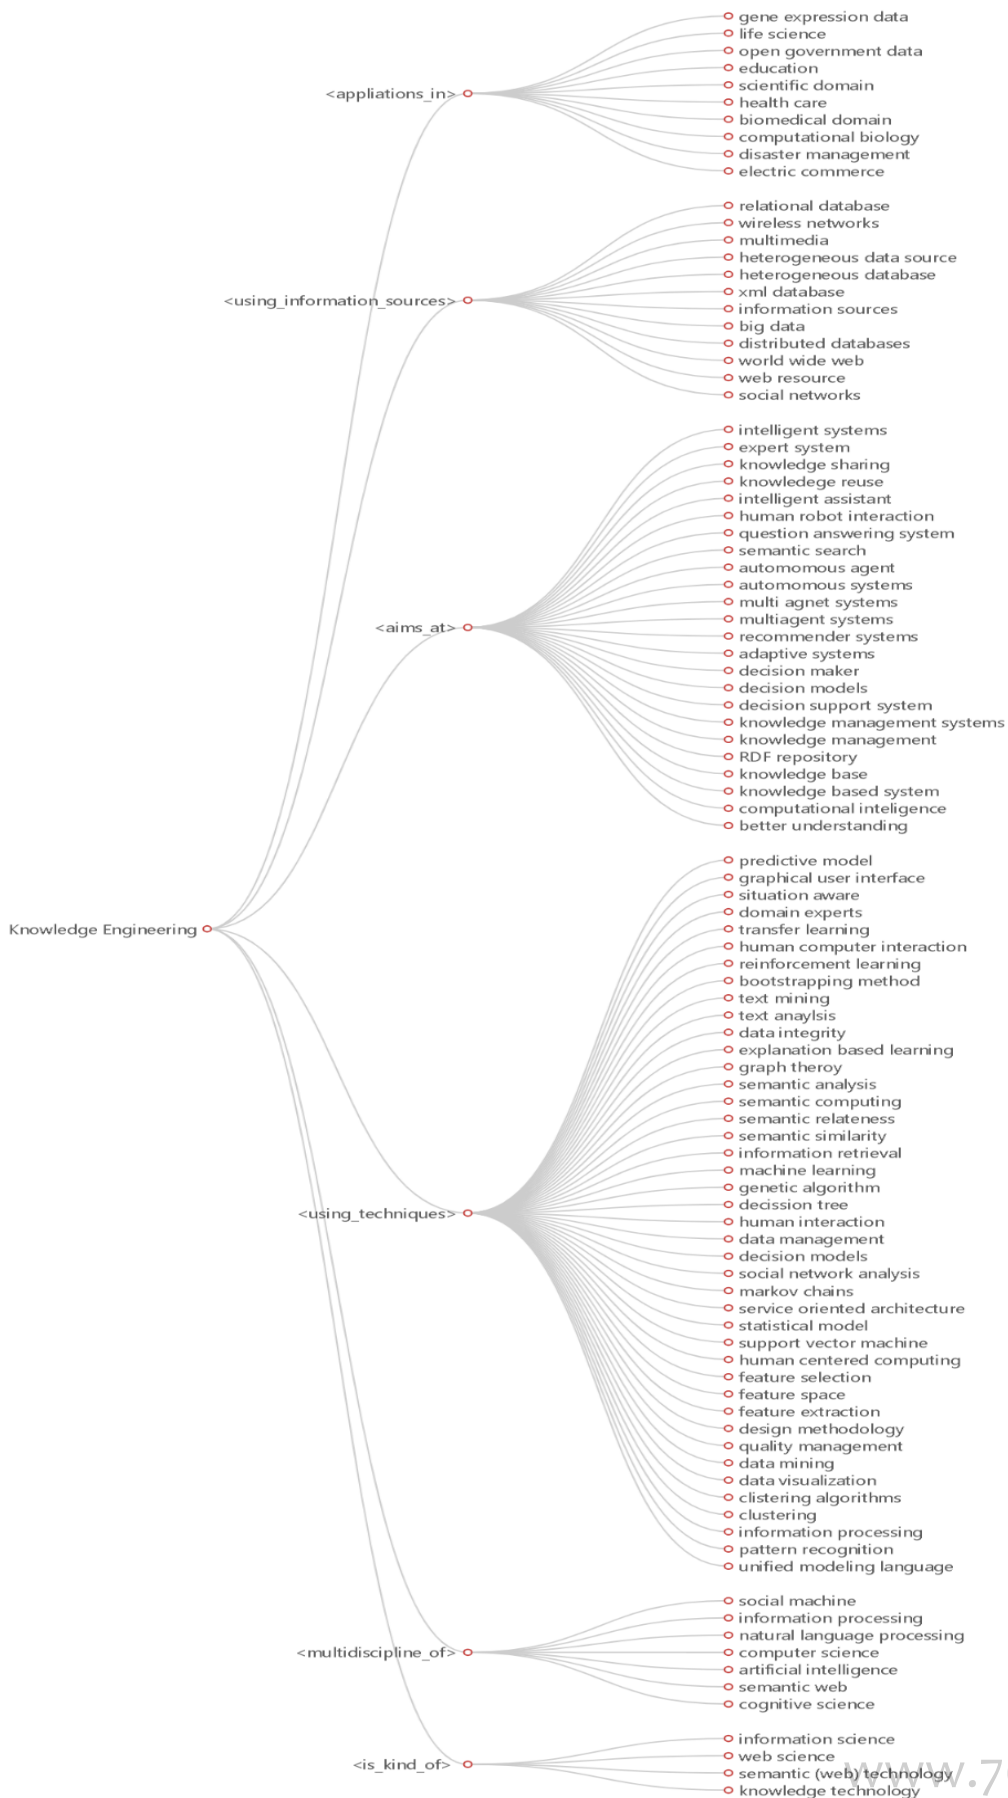 Knowledge Engineering
<appliations_in>
gene expression data
life science
open government data
education
scientific domain
health care
biomedical domain
computational biology
disaster management
electric commerce
<using_information_sources>
relational database
wireless networks
multimedia
heterogeneous data source
heterogeneous database
xml database
information sources
big data
distributed databases
world wide web
web resource
social networks
<aims_at>
intelligent systems
expert system
knowledge sharing
knowledege reuse
intelligent assistant
human robot interaction
question answering system
semantic search
automomous agent
automomous systems
multi agnet systems
multiagent systems
recommender systems
adaptive systems
decision maker
decision models
decision support system
knowledge management systems
knowledge management
RDF repository
knowledge base
knowledge based system
computational inteligence
better understanding
<using_techniques>
predictive model
graphical user interface
situation aware
domain experts
transfer learning
human computer interaction
reinforcement learning
bootstrapping method
text mining
text anaylsis
data integrity
explanation based learning
graph theroy
semantic analysis
semantic computing
semantic relateness
semantic similarity
information retrieval
machine learning
genetic algorithm
decission tree
human interaction
data management
decision models
social network analysis
markov chains
service oriented architecture
statistical model
support vector machine
human centered computing
feature selection
feature space
feature extraction
design methodology
quality management
data mining
data visualization
clistering algorithms
clustering
information processing
pattern recognition
unified modeling language
<multidiscipline_of>
social machine
information processing
natural language processing
computer science
artificial intelligence
semantic web
cognitive science
<is_kind_of>
information science
web science
semantic (web) technology
knowledge technology